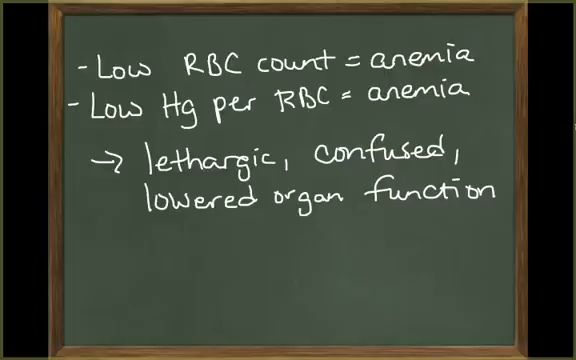 - Low RBC count = anemia
- Low Hg per RBC = anemia
→ lethargic, confused,
lowered organ function